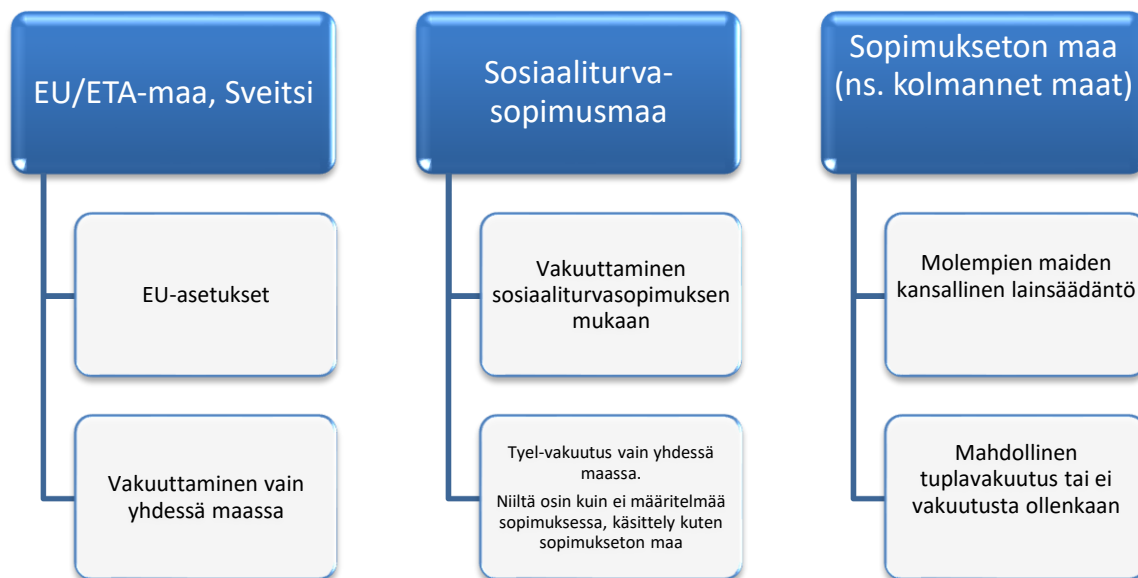 EU/ETA-maa, Sveitsi
EU-asetukset
Vakuuttaminen vain
yhdessä maassa
Sosiaaliturva-
sopimusmaa
Vakuuttaminen
sosiaaliturvasopimuksen
mukaan
Tyel-vakuutus vain yhdessä
maassa.
Niiltä osin kuin ei määritelmää
sopimuksessa, käsittely kuten
sopimukseton maa
Sopimukseton maa
(ns. kolmannet maat)
Molempien maiden
kansallinen lainsäädäntö
Mahdollinen
tuplavakuutus tai ei
vakuutusta ollenkaan